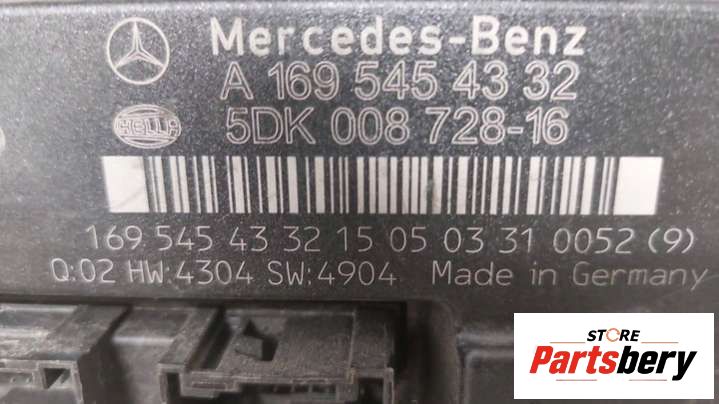 Mercedes-Benz
A 169 545 43 32
HELLA
5DK 008 728-16
169 545 43 32 15 05 03 31 0052 (9)
Q:02 HW:4304 SW:4904 Made in Germany
STORE
Partsbery